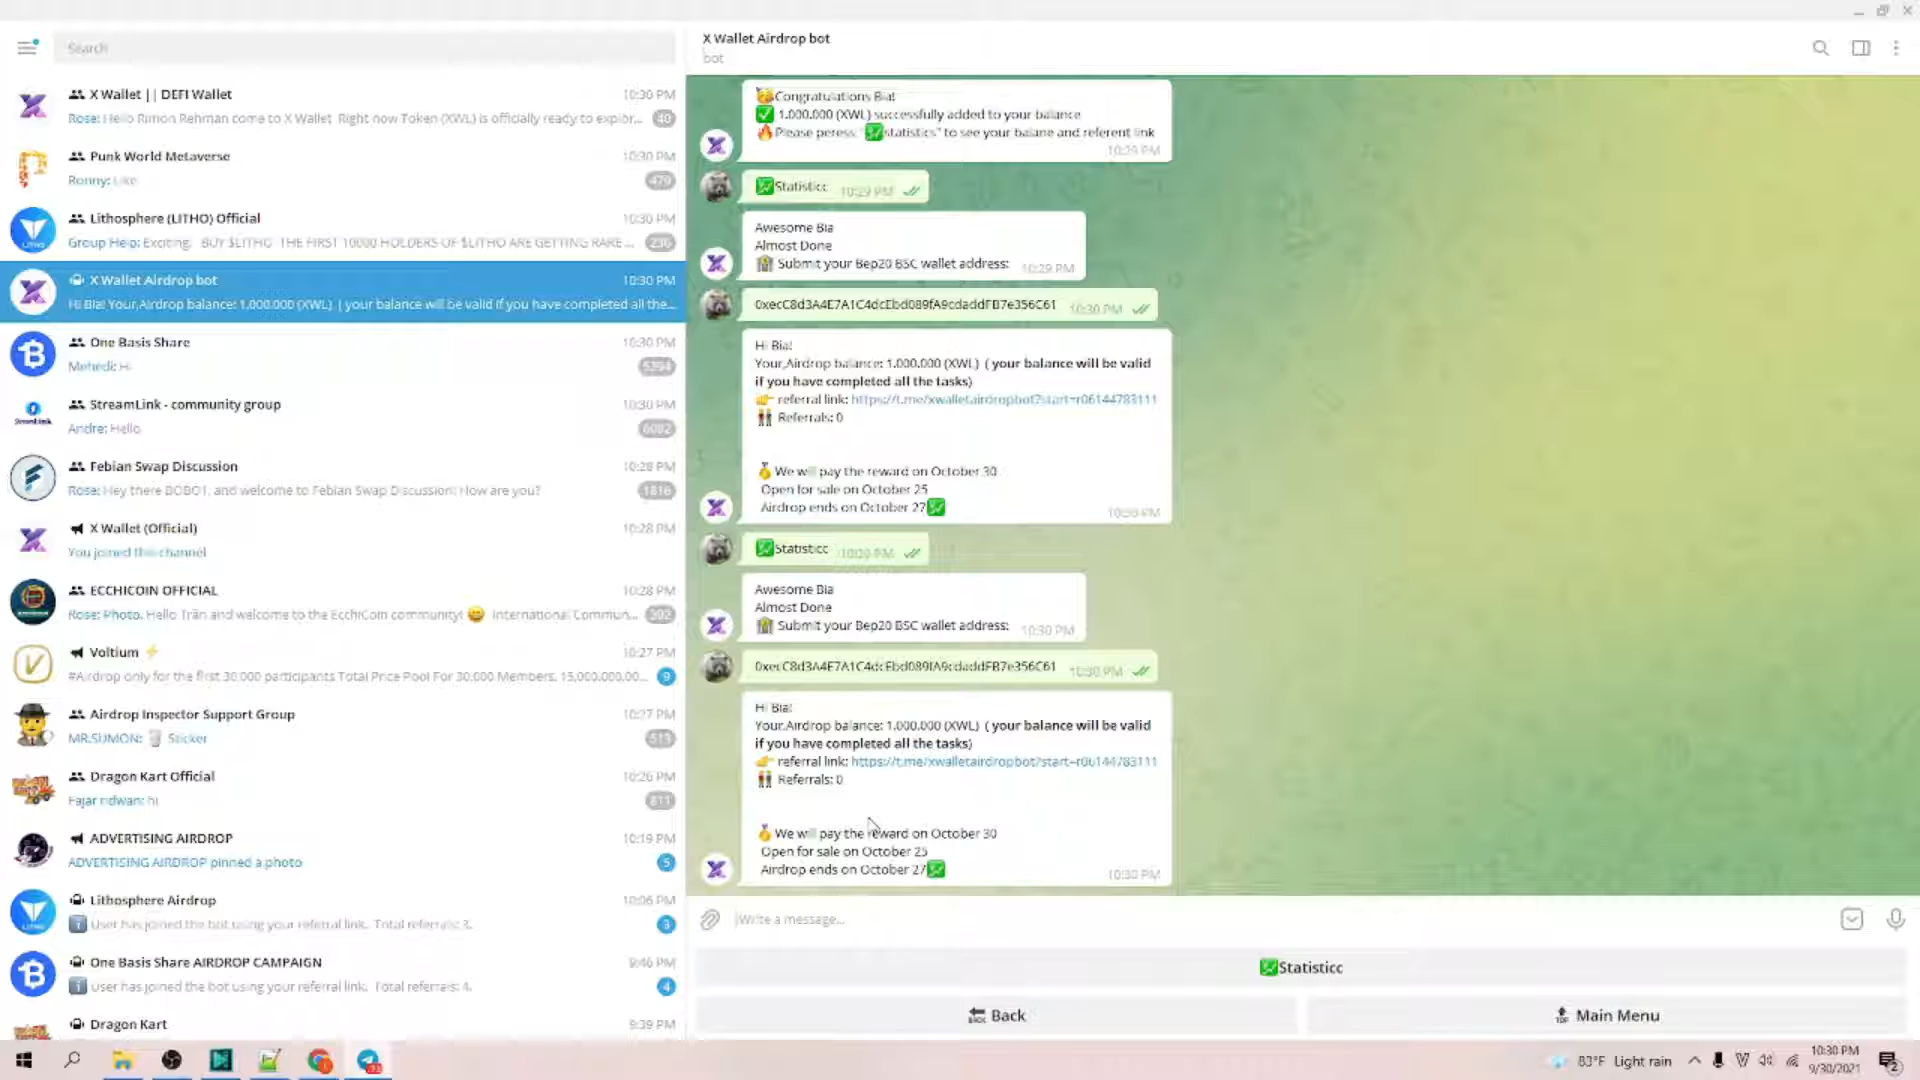 Search
X Wallet || DEFI Wallet
10:30 PM
Rose: Hello Rimon Rehman come to X Wallet Right now Token (XWL) is officially ready to explor...
40
Punk World Metaverse
10:30 PM
Ronny: Like
479
Lithosphere (LITHO) Official
10:30 PM
Group Help: Exciting. BUY $LITHO THE FIRST 10000 HOLDERS OF $LITHO ARE GETTING RARE ...
236
X Wallet Airdrop bot
10:30 PM
Hi Bia! Your,Airdrop balance: 1.000.000 (XWL) ( your balance will be valid if you have completed all the...
One Basis Share
10:30 PM
Mehedi: Hi
5394
StreamLink - community group
10:30 PM
Andre: Hello
6082
Febian Swap Discussion
10:28 PM
Rose: Hey there BOBO1, and welcome to Febian Swap Discussion! How are you?
1816
X Wallet (Official)
10:28 PM
You joined this channel
ECCHICOIN OFFICIAL
10:28 PM
Rose: Photo, Hello Trân and welcome to the EcchiCoin community! 😄 International Commun...
392
Voltium ⚡
10:27 PM
#Airdrop only for the first 30.000 participants Total Price Pool For 30.000 Members, 15,000.000,00...
9
Airdrop Inspector Support Group
10:27 PM
MR.SUMON: Sticker
513
Dragon Kart Official
10:26 PM
Fajar ridwan: hi
811
ADVERTISING AIRDROP
10:19 PM
ADVERTISING AIRDROP pinned a photo
5
Lithosphere Airdrop
10:06 PM
ℹ️ User has joined the bot using your referral link. Total referrals: 3.
3
One Basis Share AIRDROP CAMPAIGN
9:46 PM
ℹ️ User has joined the bot using your referral link. Total referrals: 4.
4
Dragon Kart
9:39 PM
X Wallet Airdrop bot
bot
🥳Congratulations Bia!
✅ 1.000.000 (XWL) successfully added to your balance
🔥Please peress "💹statistics" to see your balane and referent link
10:29 PM
💹Statisticc 10:29 PM
Awesome Bia
Almost Done
🏦 Submit your Bep20 BSC wallet address: 10:29 PM
0xecC8d3A4E7A1C4dcEbd089fA9cdaddFB7e356C61 10:30 PM
Hi Bia!
Your,Airdrop balance: 1.000.000 (XWL) ( your balance will be valid
if you have completed all the tasks)
👉 referral link: https://t.me/xwalletairdropbot?start=r06144783111
👬 Referrals: 0
🏅We will pay the reward on October 30
Open for sale on October 25
Airdrop ends on October 27💹
10:30 PM
💹Statisticc 10:30 PM
Awesome Bia
Almost Done
🏦 Submit your Bep20 BSC wallet address: 10:30 PM
0xecC8d3A4E7A1C4dcEbd089fA9cdaddFB7e356C61 10:30 PM
Hi Bia!
Your,Airdrop balance: 1.000.000 (XWL) ( your balance will be valid
if you have completed all the tasks)
👉 referral link: https://t.me/xwalletairdropbot?start=r06144783111
👬 Referrals: 0
🏅We will pay the reward on October 30
Open for sale on October 25
Airdrop ends on October 27💹
10:30 PM
Write a message...
💹Statisticc
🔙 Back
🔝 Main Menu
83°F Light rain
10:30 PM
9/30/2021